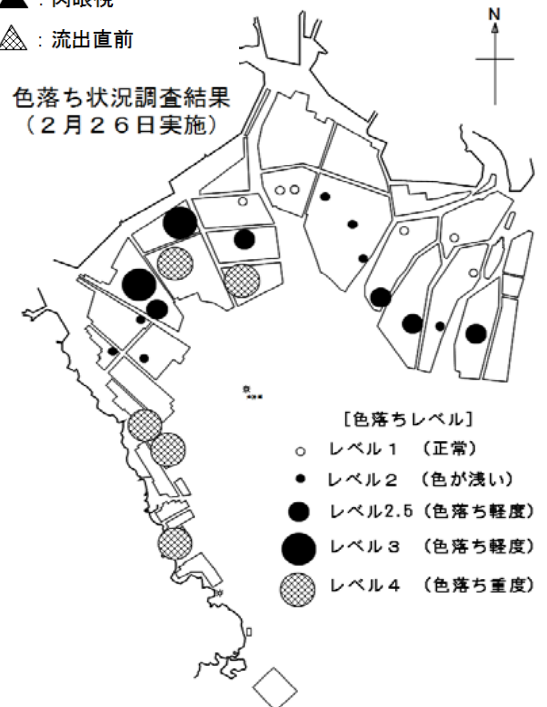 ：肉眼視
：流出直前
N
色落ち状況調査結果
（２月２６日実施）
［色落ちレベル］
レベル１　（正常）
レベル２　（色が浅い）
レベル2.5（色落ち軽度）
レベル３　（色落ち軽度）
レベル４　（色落ち重度）